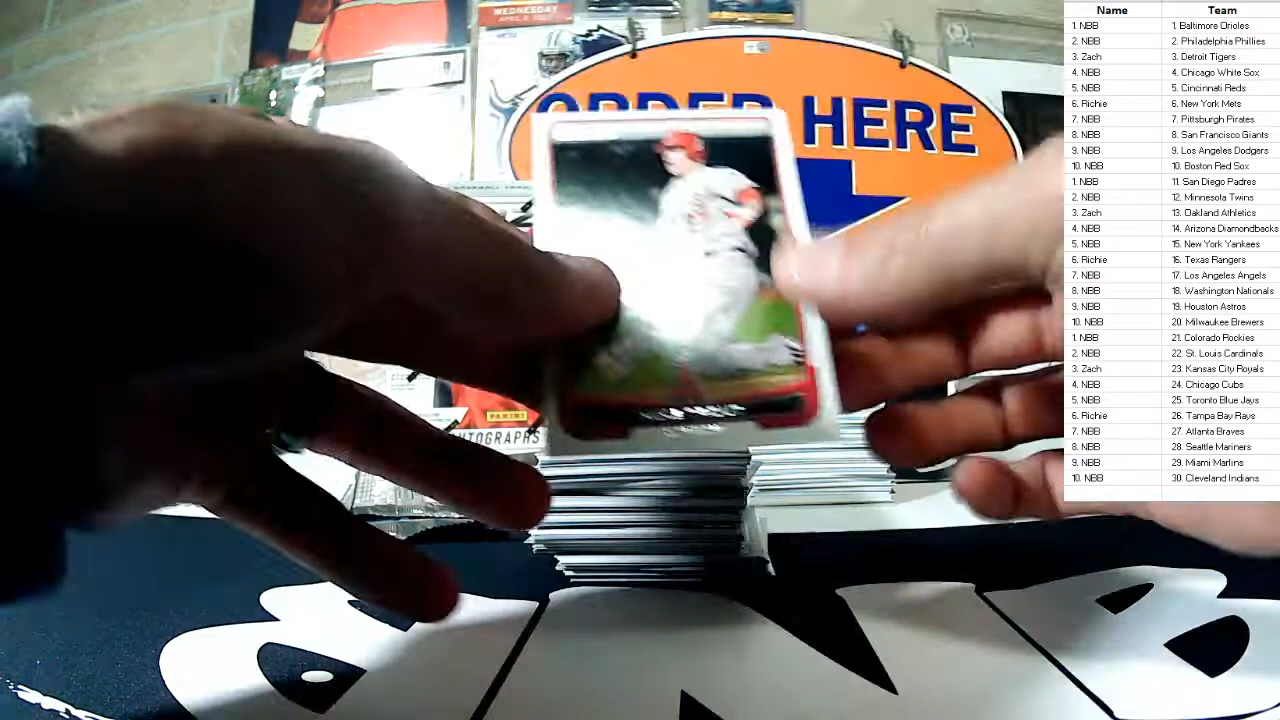 WEDNESDAY
APRIL 6, 2022
ORDER HERE
PANINI
AUTOGRAPHS
Name Team
1. NBB 1. Baltimore Orioles
2. NBB 2. Philadelphia Phillies
3. Zach 3. Detroit Tigers
4. NBB 4. Chicago White Sox
5. NBB 5. Cincinnati Reds
6. Richie 6. New York Mets
7. NBB 7. Pittsburgh Pirates
8. NBB 8. San Francisco Giants
9. NBB 9. Los Angeles Dodgers
10. NBB 10. Boston Red Sox
1. NBB 11. San Diego Padres
2. NBB 12. Minnesota Twins
3. Zach 13. Oakland Athletics
4. NBB 14. Arizona Diamondbacks
5. NBB 15. New York Yankees
6. Richie 16. Texas Rangers
7. NBB 17. Los Angeles Angels
8. NBB 18. Washington Nationals
9. NBB 19. Houston Astros
10. NBB 20. Milwaukee Brewers
1. NBB 21. Colorado Rockies
2. NBB 22. St. Louis Cardinals
3. Zach 23. Kansas City Royals
4. NBB 24. Chicago Cubs
5. NBB 25. Toronto Blue Jays
6. Richie 26. Tampa Bay Rays
7. NBB 27. Atlanta Braves
8. NBB 28. Seattle Mariners
9. NBB 29. Miami Marlins
10. NBB 30. Cleveland Indians